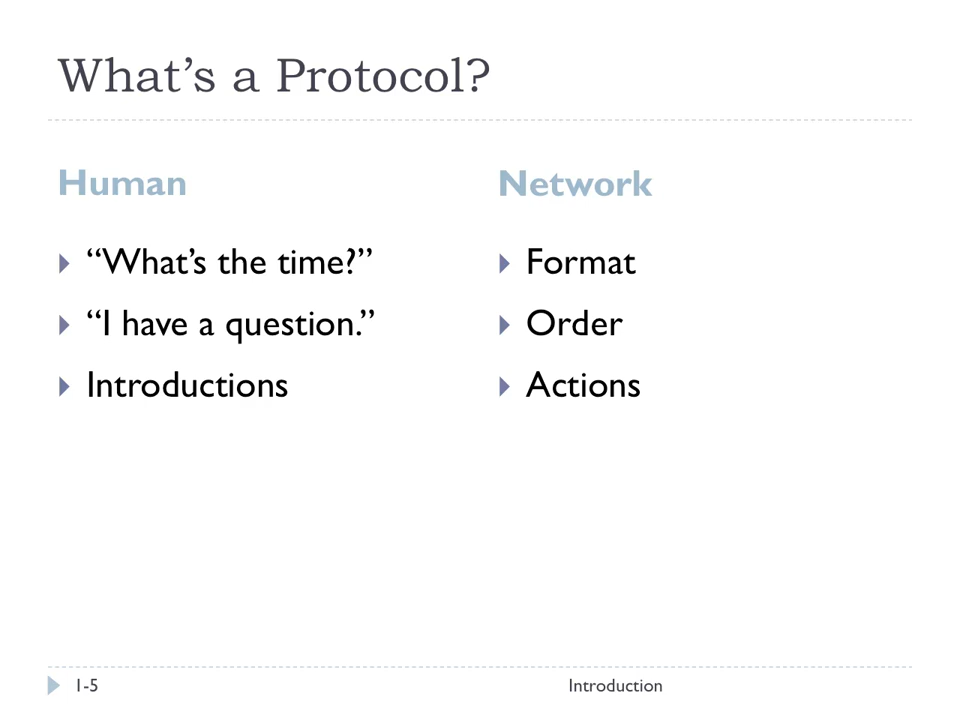 What’s a Protocol?
Human
“What’s the time?”
“I have a question.”
Introductions
Network
Format
Order
Actions
1-5
Introduction